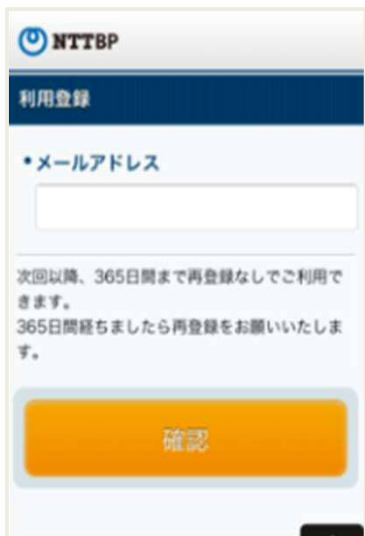 NTTBP
利用登録
•メールアドレス
次回以降、365日間まで再登録なしでご利用で
きます。
365日間経ちましたら再登録をお願いいたしま
す。
確認